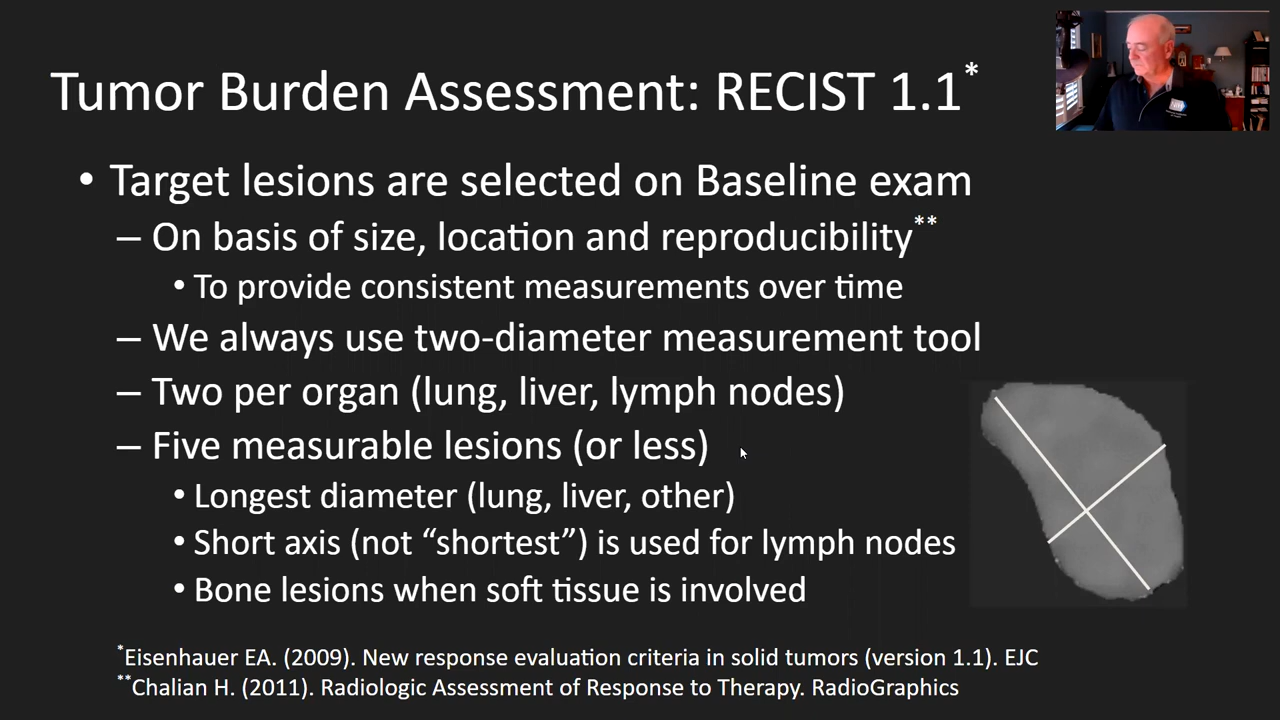 Tumor Burden Assessment: RECIST 1.1*
• Target lesions are selected on Baseline exam
– On basis of size, location and reproducibility**
• To provide consistent measurements over time
– We always use two-diameter measurement tool
– Two per organ (lung, liver, lymph nodes)
– Five measurable lesions (or less)
• Longest diameter (lung, liver, other)
• Short axis (not “shortest”) is used for lymph nodes
• Bone lesions when soft tissue is involved
*Eisenhauer EA. (2009). New response evaluation criteria in solid tumors (version 1.1). EJC
**Chalian H. (2011). Radiologic Assessment of Response to Therapy. RadioGraphics